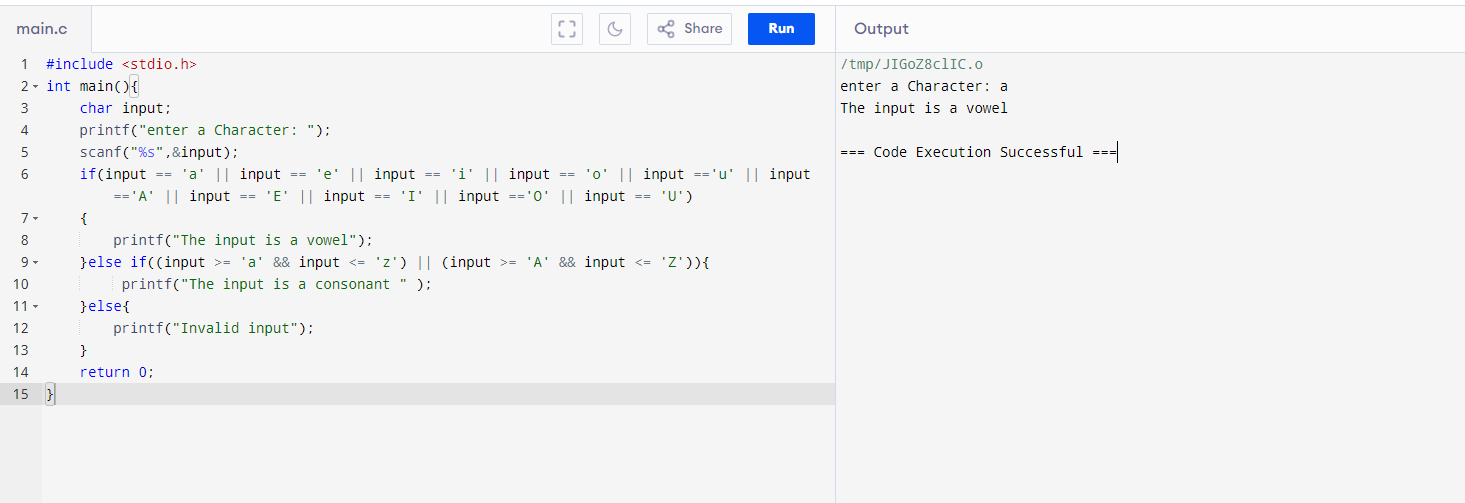 main.c
Share
Run
Output
1 #include <stdio.h>
2 int main(){
3 char input;
4 printf("enter a Character: ");
5 scanf("%s",&input);
6 if(input == 'a' || input == 'e' || input == 'i' || input == 'o' || input =='u' || input
=='A' || input == 'E' || input == 'I' || input =='O' || input == 'U')
7 {
8 printf("The input is a vowel");
9 }else if((input >= 'a' && input <= 'z') || (input >= 'A' && input <= 'Z')){
10 printf("The input is a consonant " );
11 }else{
12 printf("Invalid input");
13 }
14 return 0;
15 }
/tmp/JIGoZ8clIC.o
enter a Character: a
The input is a vowel
=== Code Execution Successful ===